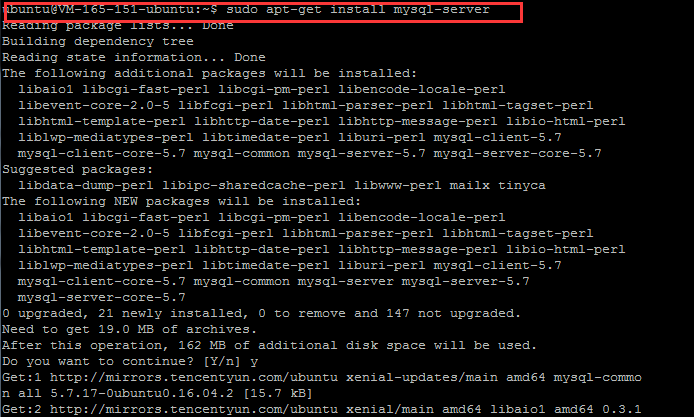 ubuntu@VM-165-151-ubuntu:~$ sudo apt-get install mysql-server
Reading package lists... Done
Building dependency tree
Reading state information... Done
The following additional packages will be installed:
  libaio1 libcgi-fast-perl libcgi-pm-perl libencode-locale-perl
  libevent-core-2.0-5 libfcgi-perl libhtml-parser-perl libhtml-tagset-perl
  libhtml-template-perl libhttp-date-perl libhttp-message-perl libio-html-perl
  liblwp-mediatypes-perl libtimedate-perl liburi-perl mysql-client-5.7
  mysql-client-core-5.7 mysql-common mysql-server-5.7 mysql-server-core-5.7
Suggested packages:
  libdata-dump-perl libipc-sharedcache-perl libwww-perl mailx tinyca
The following NEW packages will be installed:
  libaio1 libcgi-fast-perl libcgi-pm-perl libencode-locale-perl
  libevent-core-2.0-5 libfcgi-perl libhtml-parser-perl libhtml-tagset-perl
  libhtml-template-perl libhttp-date-perl libhttp-message-perl libio-html-perl
  liblwp-mediatypes-perl libtimedate-perl liburi-perl mysql-client-5.7
  mysql-client-core-5.7 mysql-common mysql-server mysql-server-5.7
  mysql-server-core-5.7
0 upgraded, 21 newly installed, 0 to remove and 147 not upgraded.
Need to get 19.0 MB of archives.
After this operation, 162 MB of additional disk space will be used.
Do you want to continue? [Y/n] y
Get:1 http://mirrors.tencentyun.com/ubuntu xenial-updates/main amd64 mysql-commo
n all 5.7.17-0ubuntu0.16.04.2 [15.7 kB]
Get:2 http://mirrors.tencentyun.com/ubuntu xenial/main amd64 libaio1 amd64 0.3.1